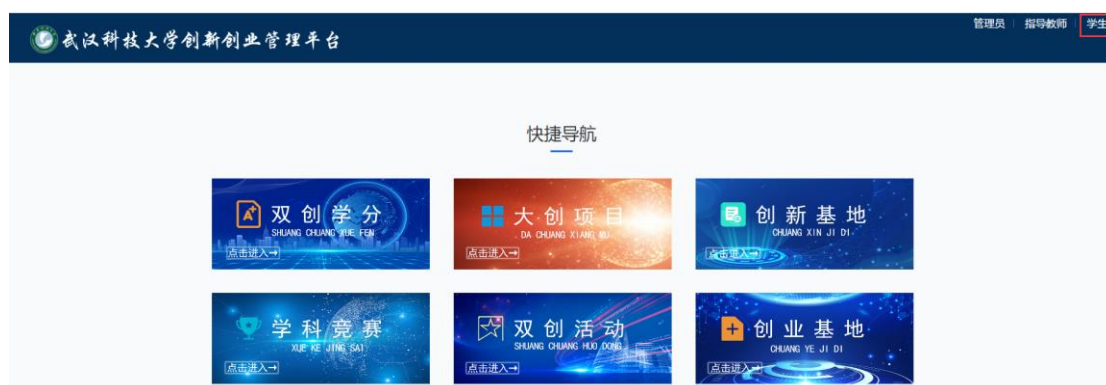 管理员 | 指导教师 | 学生
武汉科技大学创新创业管理平台
快捷导航
双创学分
SHUANG CHUANG XUE FEN
点击进入→
大创项目
DA CHUANG XIANG MU
点击进入→
创新基地
CHUANG XIN JI DI
点击进入→
学科竞赛
XUE KE JING SAI
点击进入→
双创活动
SHUANG CHUANG HUO DONG
点击进入→
创业基地
CHUANG YE JI DI
点击进入→